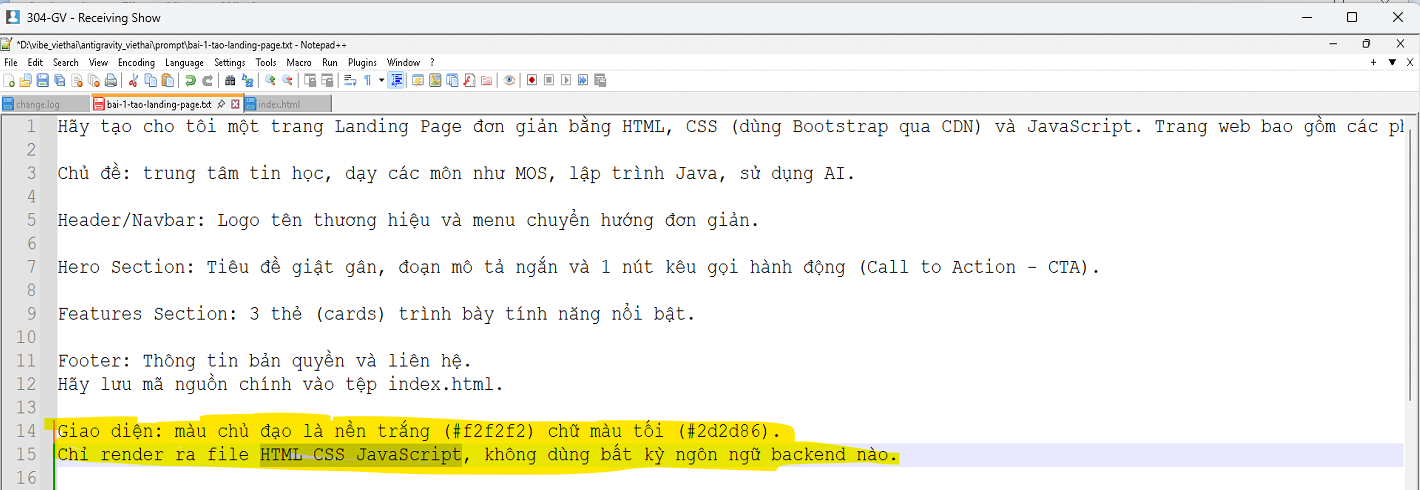 304-GV - Receiving Show
*D:\vibe_viethai\antigravity_viethai\prompt\bai-1-tao-landing-page.txt - Notepad++
File Edit Search View Encoding Language Settings Tools Macro Run Plugins Window ?
+ ▼ X
change.log bai-1-tao-landing-page.txt index.html
1 Hãy tạo cho tôi một trang Landing Page đơn giản bằng HTML, CSS (dùng Bootstrap qua CDN) và JavaScript. Trang web bao gồm các
2
3 Chủ đề: trung tâm tin học, dạy các môn như MOS, lập trình Java, sử dụng AI.
4
5 Header/Navbar: Logo tên thương hiệu và menu chuyển hướng đơn giản.
6
7 Hero Section: Tiêu đề giật gân, đoạn mô tả ngắn và 1 nút kêu gọi hành động (Call to Action - CTA).
8
9 Features Section: 3 thẻ (cards) trình bày tính năng nổi bật.
10
11 Footer: Thông tin bản quyền và liên hệ.
12 Hãy lưu mã nguồn chính vào tệp index.html.
13
14 Giao diện: màu chủ đạo là nền trắng (#f2f2f2) chữ màu tối (#2d2d86).
15 Chỉ render ra file HTML CSS JavaScript, không dùng bất kỳ ngôn ngữ backend nào.
16